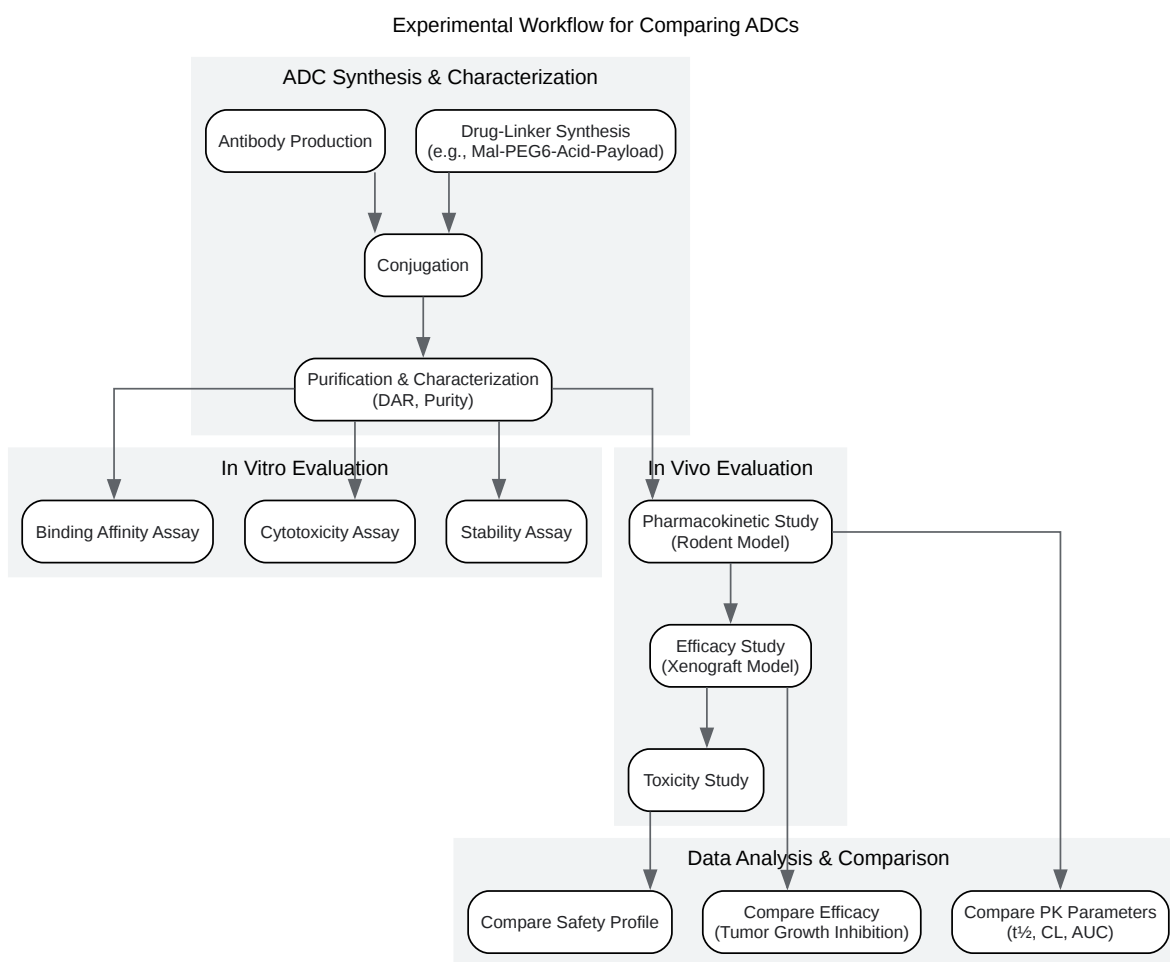 Experimental Workflow for Comparing ADCs
ADC Synthesis & Characterization
Antibody Production
Drug-Linker Synthesis
(e.g., Mal-PEG6-Acid-Payload)
Conjugation
Purification & Characterization
(DAR, Purity)
In Vitro Evaluation
Binding Affinity Assay
Cytotoxicity Assay
Stability Assay
In Vivo Evaluation
Pharmacokinetic Study
(Rodent Model)
Efficacy Study
(Xenograft Model)
Toxicity Study
Data Analysis & Comparison
Compare Safety Profile
Compare Efficacy
(Tumor Growth Inhibition)
Compare PK Parameters
(t½, CL, AUC)